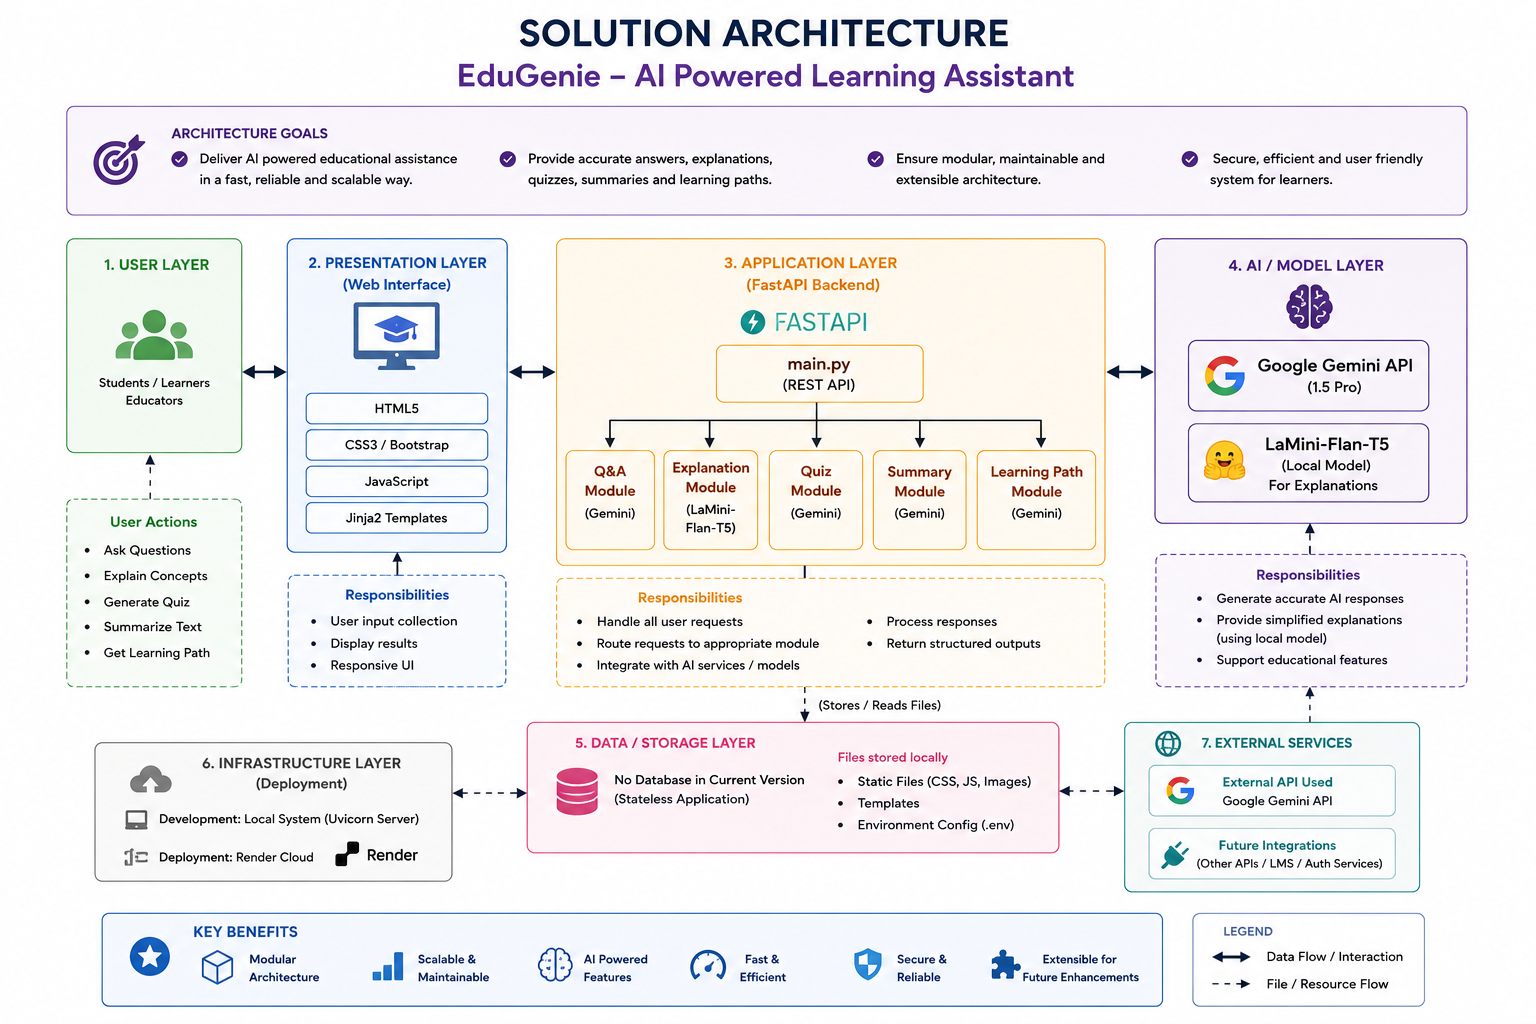 SOLUTION ARCHITECTURE
EduGenie – AI Powered Learning Assistant
ARCHITECTURE GOALS
Deliver AI powered educational assistance
in a fast, reliable and scalable way.
Provide accurate answers, explanations,
quizzes, summaries and learning paths.
Ensure modular, maintainable and
extensible architecture.
Secure, efficient and user friendly
system for learners.
1. USER LAYER
Students / Learners
Educators
User Actions
• Ask Questions
• Explain Concepts
• Generate Quiz
• Summarize Text
• Get Learning Path
2. PRESENTATION LAYER
(Web Interface)
HTML5
CSS3 / Bootstrap
JavaScript
Jinja2 Templates
Responsibilities
• User input collection
• Display results
• Responsive UI
3. APPLICATION LAYER
(FastAPI Backend)
FASTAPI
main.py
(REST API)
Q&A
Module
(Gemini)
Explanation
Module
(LaMini-
Flan-T5)
Quiz
Module
(Gemini)
Summary
Module
(Gemini)
Learning Path
Module
(Gemini)
Responsibilities
• Handle all user requests
• Route requests to appropriate module
• Integrate with AI services / models
• Process responses
• Return structured outputs
(Stores / Reads Files)
4. AI / MODEL LAYER
Google Gemini API
(1.5 Pro)
LaMini-Flan-T5
(Local Model)
For Explanations
Responsibilities
• Generate accurate AI responses
• Provide simplified explanations
(using local model)
• Support educational features
6. INFRASTRUCTURE LAYER
(Deployment)
Development: Local System (Uvicorn Server)
Deployment: Render Cloud
Render
5. DATA / STORAGE LAYER
No Database in Current Version
(Stateless Application)
Files stored locally
• Static Files (CSS, JS, Images)
• Templates
• Environment Config (.env)
7. EXTERNAL SERVICES
External API Used
Google Gemini API
Future Integrations
(Other APIs / LMS / Auth Services)
KEY BENEFITS
Modular
Architecture
Scalable &
Maintainable
AI Powered
Features
Fast &
Efficient
Secure &
Reliable
Extensible for
Future Enhancements
LEGEND
Data Flow / Interaction
File / Resource Flow